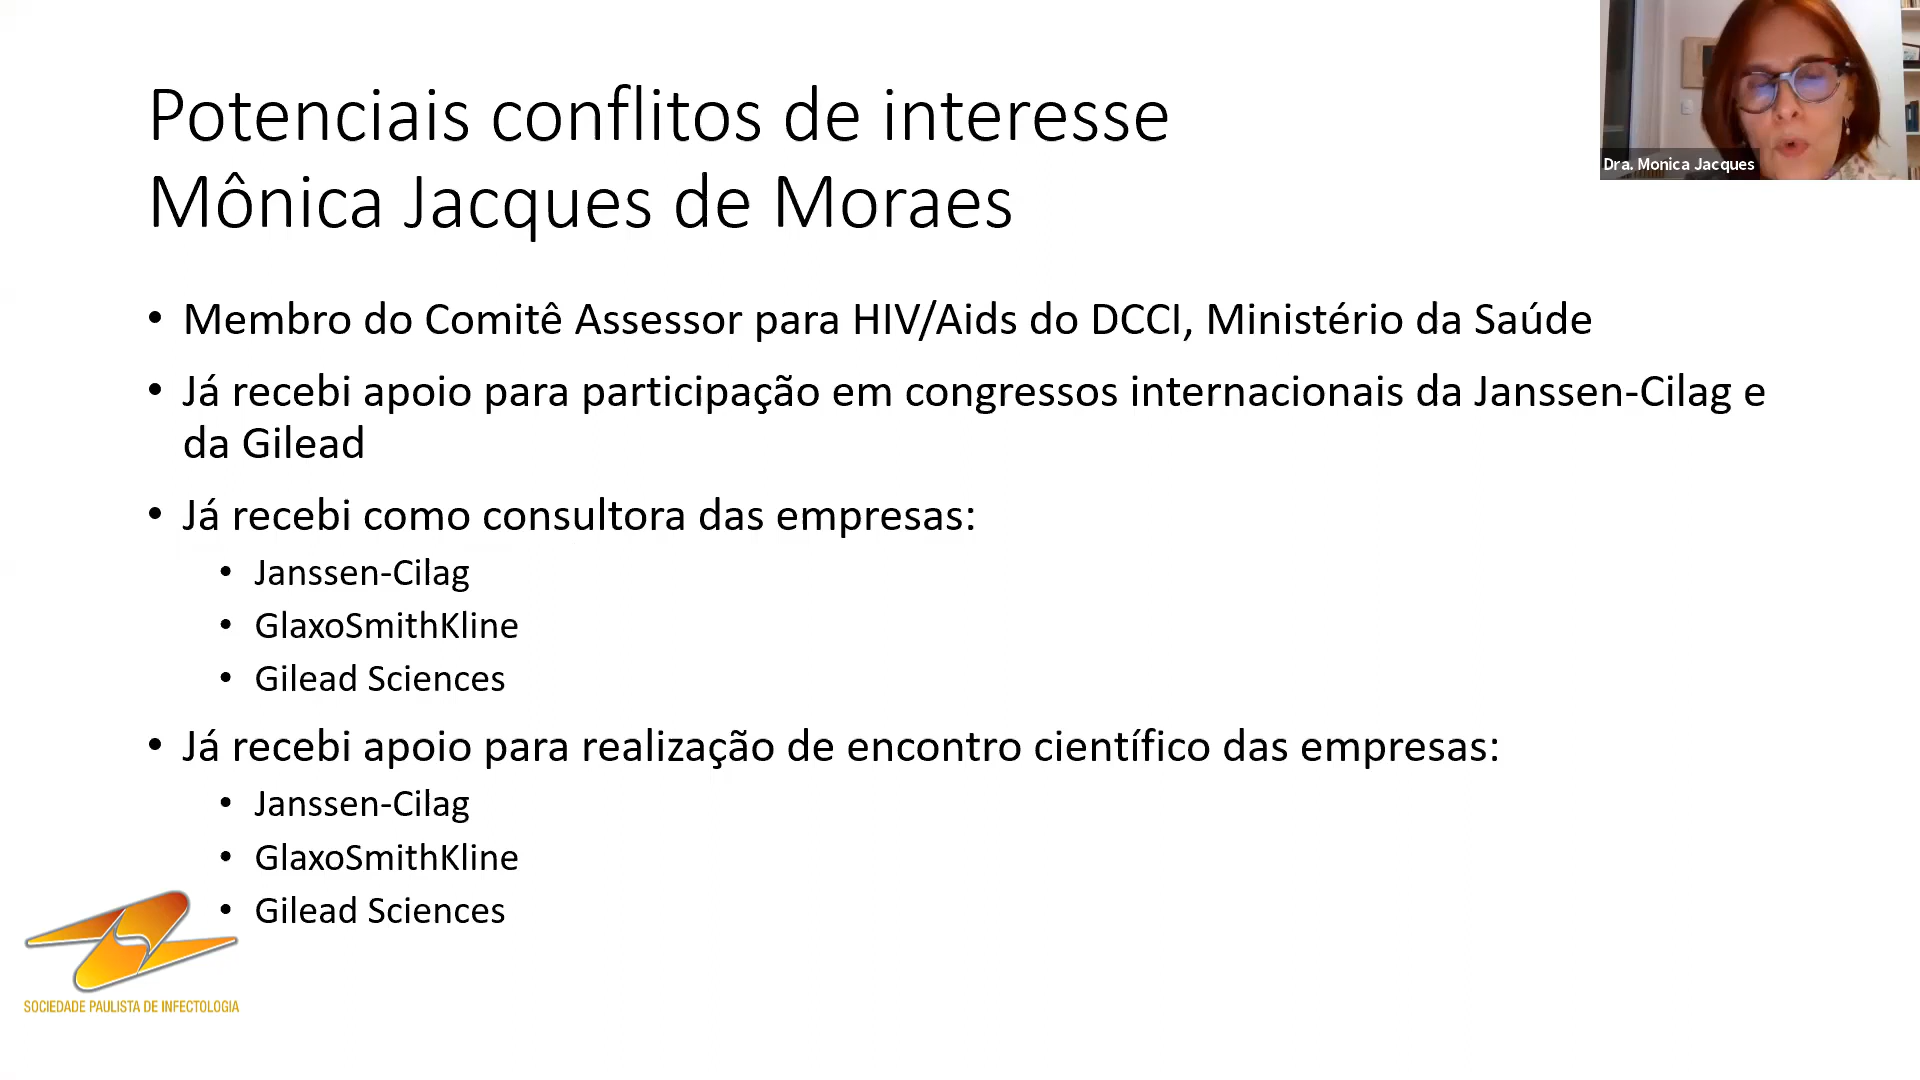 Potenciais conflitos de interesse
Mônica Jacques de Moraes
Dra. Monica Jacques
• Membro do Comitê Assessor para HIV/Aids do DCCI, Ministério da Saúde
• Já recebi apoio para participação em congressos internacionais da Janssen-Cilag e
da Gilead
• Já recebi como consultora das empresas:
• Janssen-Cilag
• GlaxoSmithKline
• Gilead Sciences
• Já recebi apoio para realização de encontro científico das empresas:
• Janssen-Cilag
• GlaxoSmithKline
• Gilead Sciences
SOCIEDADE PAULISTA DE INFECTOLOGIA